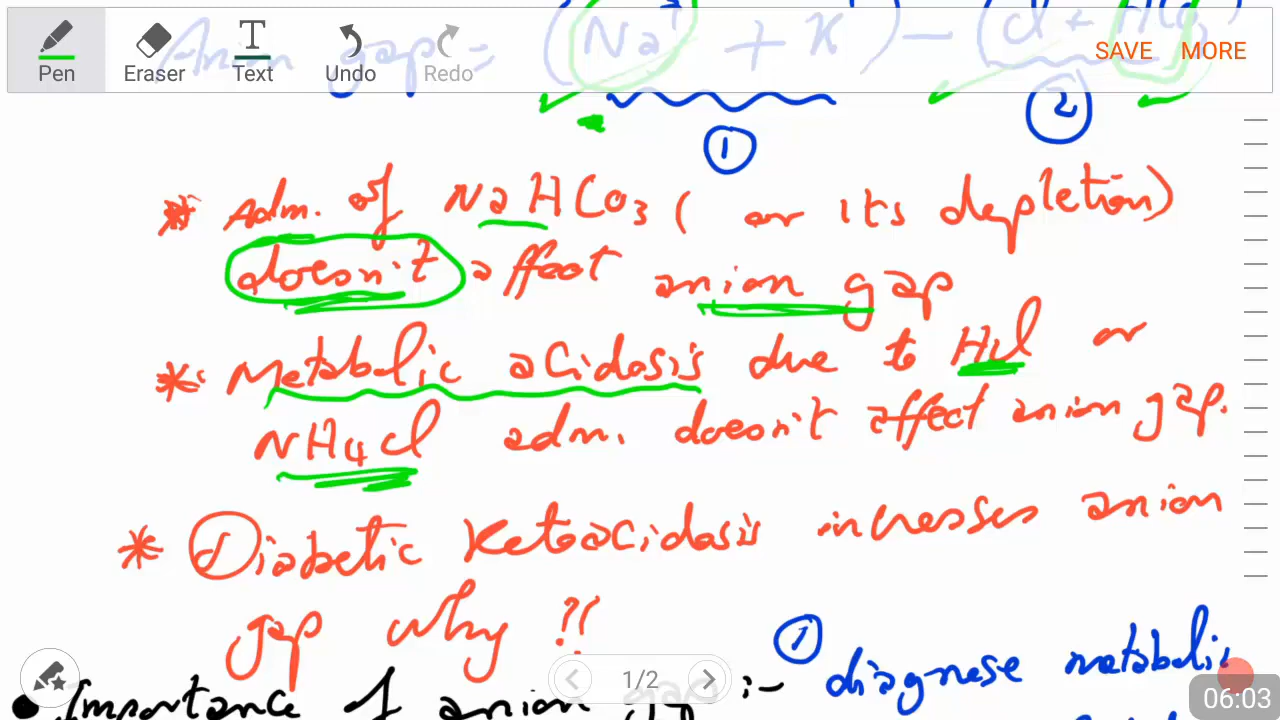 Pen Eraser Text Undo Redo SAVE MORE
Anion gap = (Na+ + K+) - (Cl + HCO3
① ②
* Adm. of NaHCO3 ( or its depletion)
doesn't affect anion gap
* Metabolic acidosis due to HCl or
NH4Cl adm. doesn't affect anion gap.
* Diabetic Ketoacidosis increases anion
gap why ?!
① diagnose metabolic
1/2
• Importance of anion gap :-
06:03